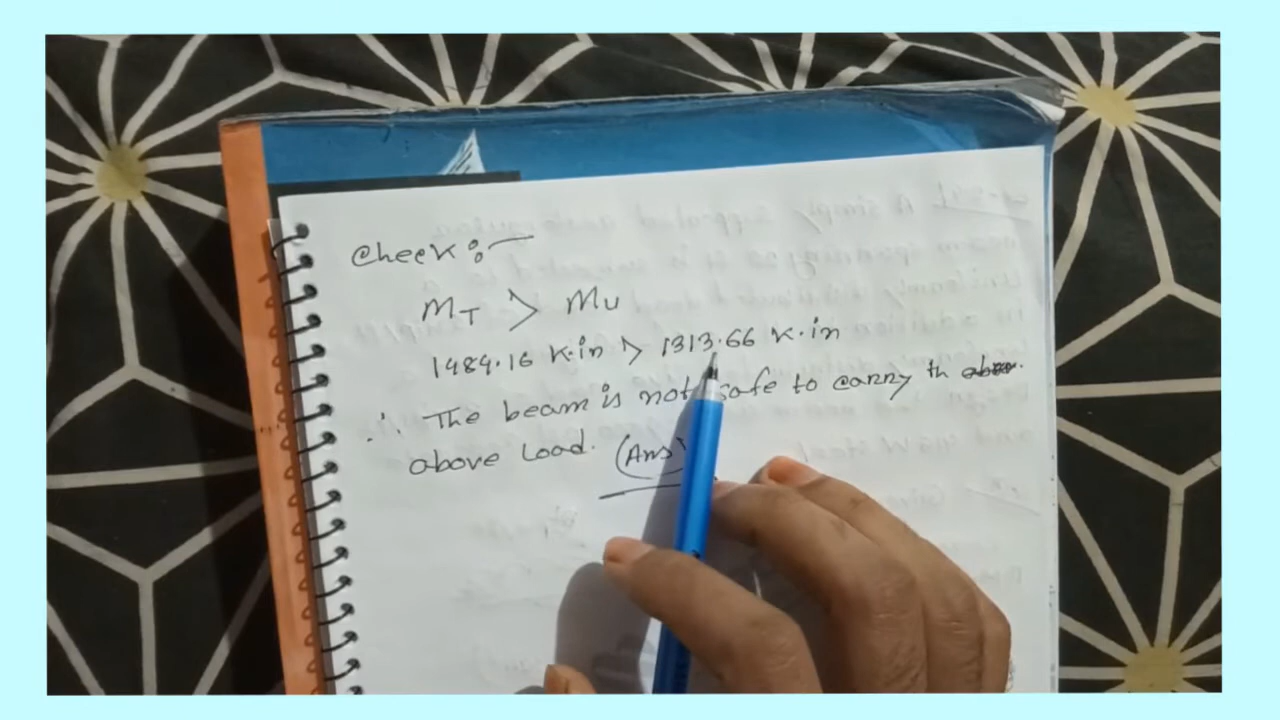 Check:-
MT > Mu
1484.16 K.in > 1313.66 K.in
∴ The beam is not safe to carry th
above Load. (Ans)